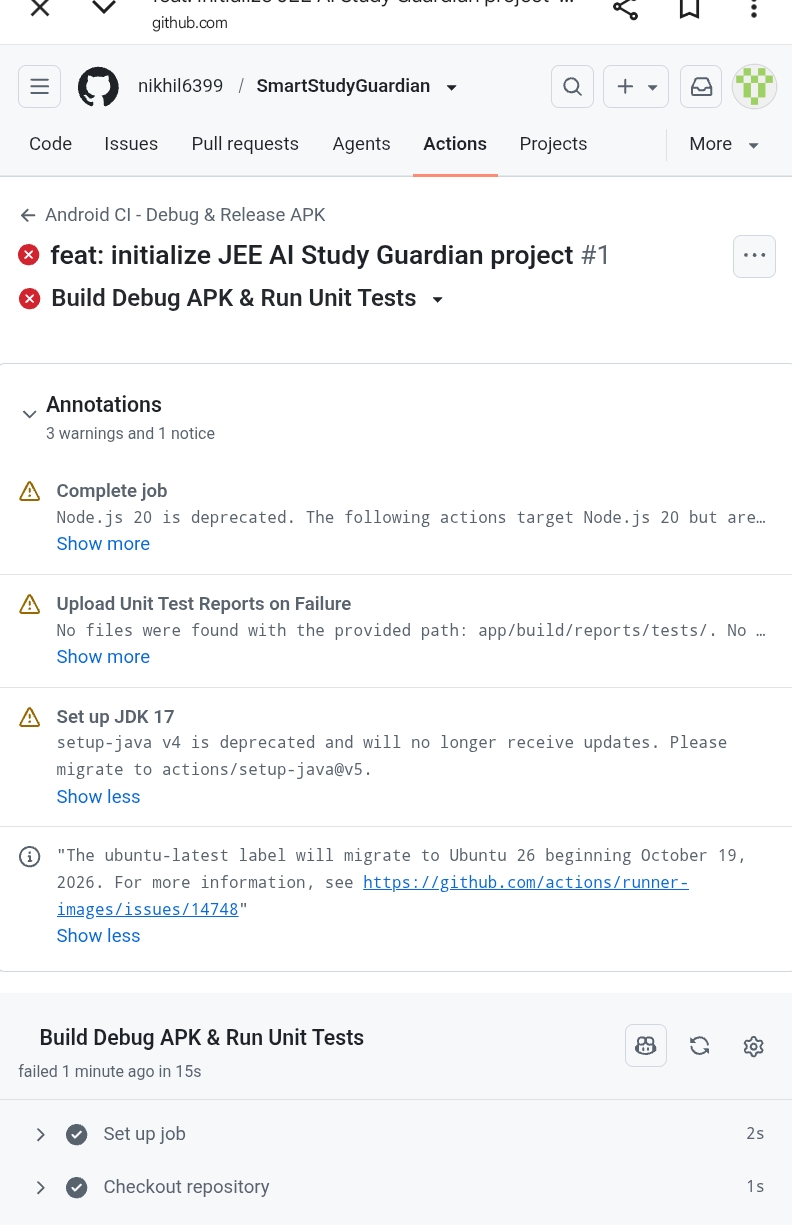 feat: initialize JEE AI Study Guardian project ·...
github.com
nikhil6399 / SmartStudyGuardian
Code Issues Pull requests Agents Actions Projects More
Android CI - Debug & Release APK
feat: initialize JEE AI Study Guardian project #1
Build Debug APK & Run Unit Tests
Annotations
3 warnings and 1 notice
Complete job
Node.js 20 is deprecated. The following actions target Node.js 20 but are…
Show more
Upload Unit Test Reports on Failure
No files were found with the provided path: app/build/reports/tests/. No …
Show more
Set up JDK 17
setup-java v4 is deprecated and will no longer receive updates. Please
migrate to actions/setup-java@v5.
Show less
"The ubuntu-latest label will migrate to Ubuntu 26 beginning October 19,
2026. For more information, see https://github.com/actions/runner-
images/issues/14748"
Show less
Build Debug APK & Run Unit Tests
failed 1 minute ago in 15s
Set up job 2s
Checkout repository 1s